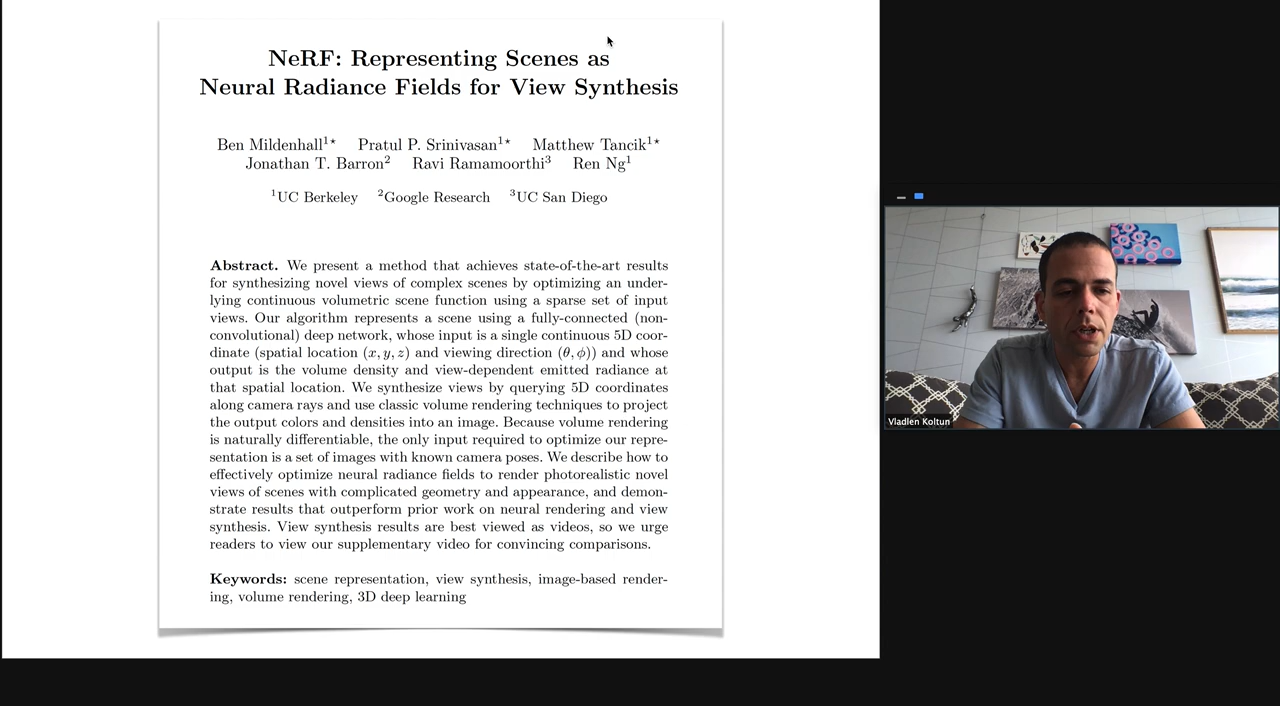 NeRF: Representing Scenes as
Neural Radiance Fields for View Synthesis
Ben Mildenhall¹⋆ Pratul P. Srinivasan¹⋆ Matthew Tancik¹⋆
Jonathan T. Barron² Ravi Ramamoorthi³ Ren Ng¹
¹UC Berkeley ²Google Research ³UC San Diego
Abstract. We present a method that achieves state-of-the-art results
for synthesizing novel views of complex scenes by optimizing an under-
lying continuous volumetric scene function using a sparse set of input
views. Our algorithm represents a scene using a fully-connected (non-
convolutional) deep network, whose input is a single continuous 5D coor-
dinate (spatial location (x, y, z) and viewing direction (θ, ϕ)) and whose
output is the volume density and view-dependent emitted radiance at
that spatial location. We synthesize views by querying 5D coordinates
along camera rays and use classic volume rendering techniques to project
the output colors and densities into an image. Because volume rendering
is naturally differentiable, the only input required to optimize our repre-
sentation is a set of images with known camera poses. We describe how to
effectively optimize neural radiance fields to render photorealistic novel
views of scenes with complicated geometry and appearance, and demon-
strate results that outperform prior work on neural rendering and view
synthesis. View synthesis results are best viewed as videos, so we urge
readers to view our supplementary video for convincing comparisons.
Keywords: scene representation, view synthesis, image-based render-
ing, volume rendering, 3D deep learning
Vladlen Koltun